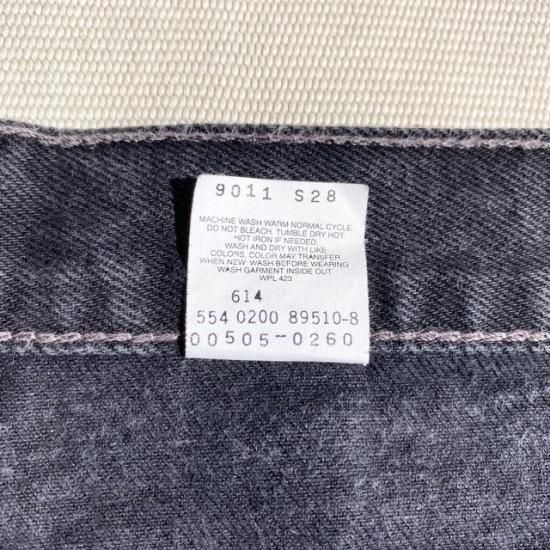 9011 S28
MACHINE WASH WARM NORMAL CYCLE.
DO NOT BLEACH. TUMBLE DRY HOT.
HOT IRON IF NEEDED.
WASH AND DRY WITH LIKE
COLORS. COLOR MAY TRANSFER
WHEN NEW. WASH BEFORE WEARING
WASH GARMENT INSIDE OUT
WPL 423
614
554 0200 89510-8
00505-0260